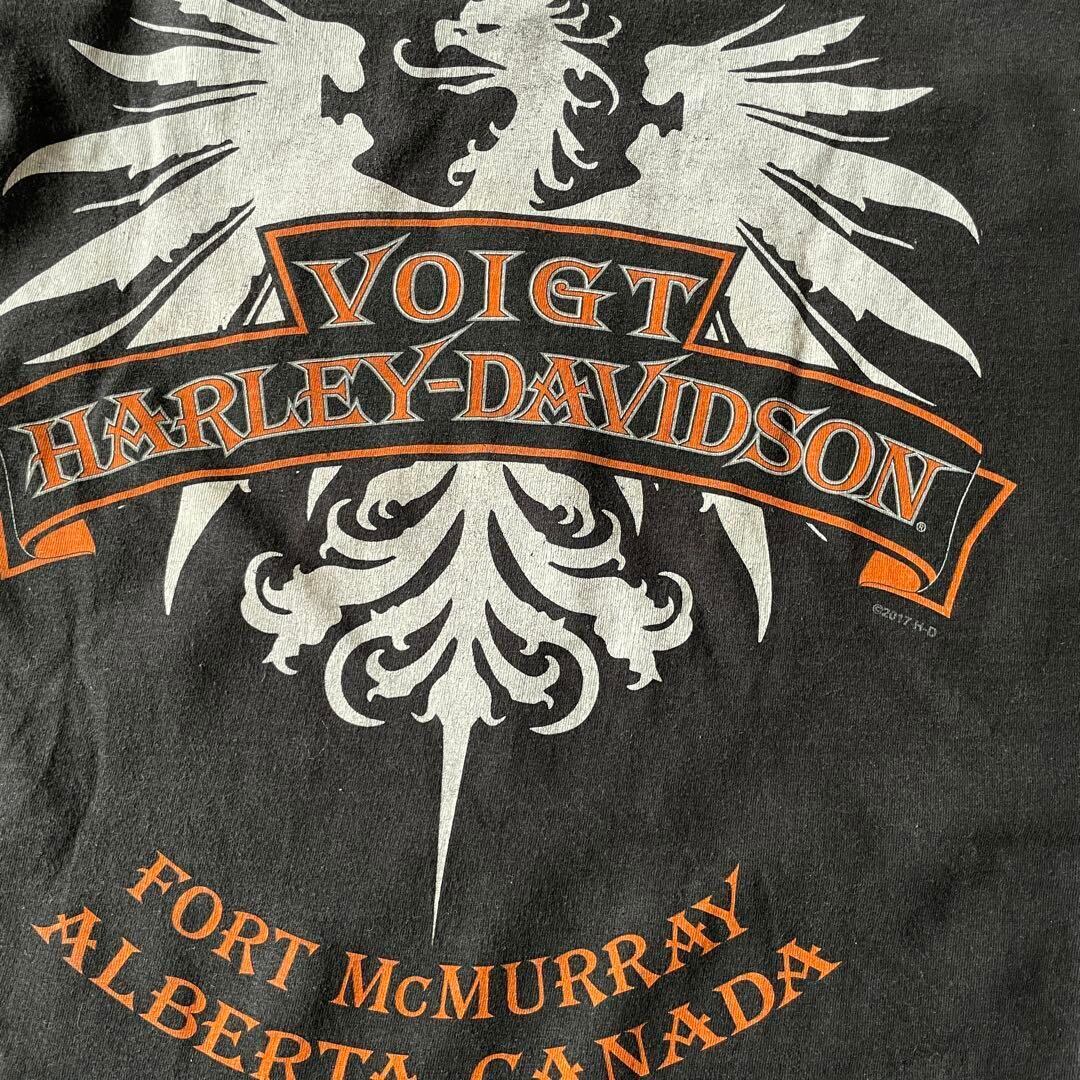 VOIGT
HARLEY-DAVIDSON®
©2017 H-D
FORT McMURRAY
ALBERTA CANADA